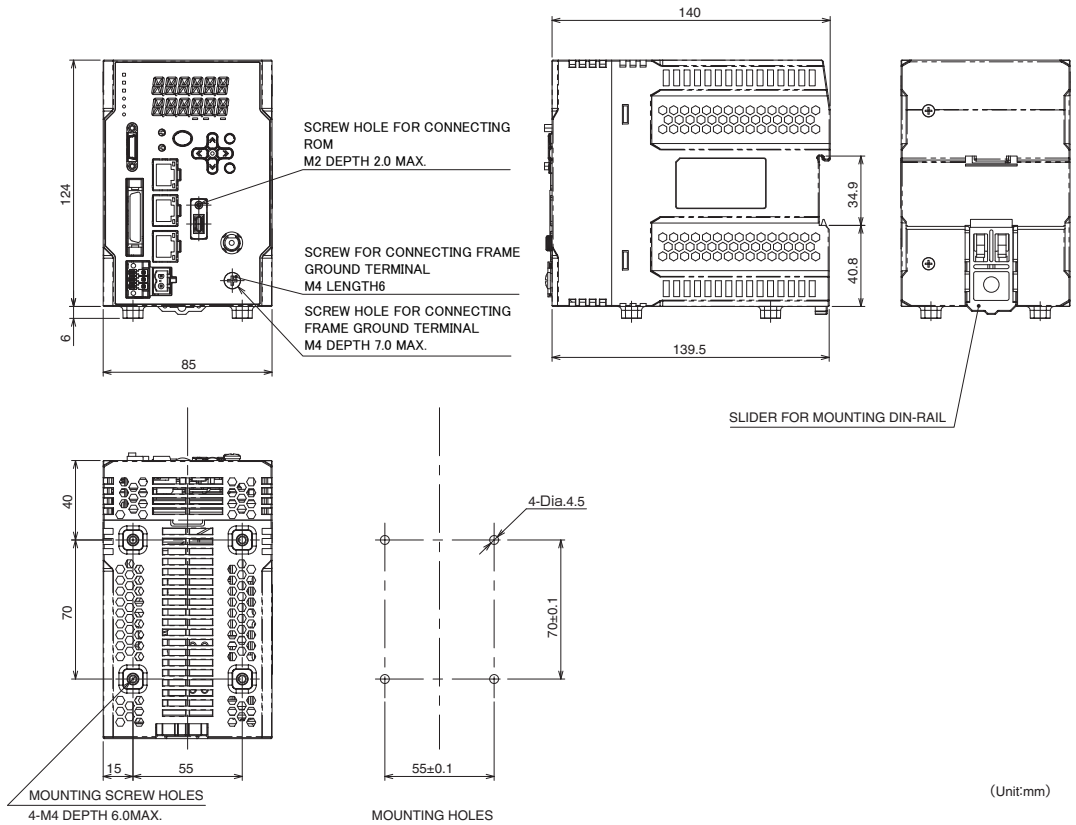 140
124
SCREW HOLE FOR CONNECTING
ROM
M2 DEPTH 2.0 MAX.
34.9
SCREW FOR CONNECTING FRAME
GROUND TERMINAL
M4 LENGTH6
40.8
SCREW HOLE FOR CONNECTING
FRAME GROUND TERMINAL
M4 DEPTH 7.0 MAX.
6
85
139.5
SLIDER FOR MOUNTING DIN-RAIL
40
4-Dia.4.5
70
70±0.1
15
55
55±0.1
MOUNTING SCREW HOLES
4-M4 DEPTH 6.0MAX.
MOUNTING HOLES
(Unit:mm)